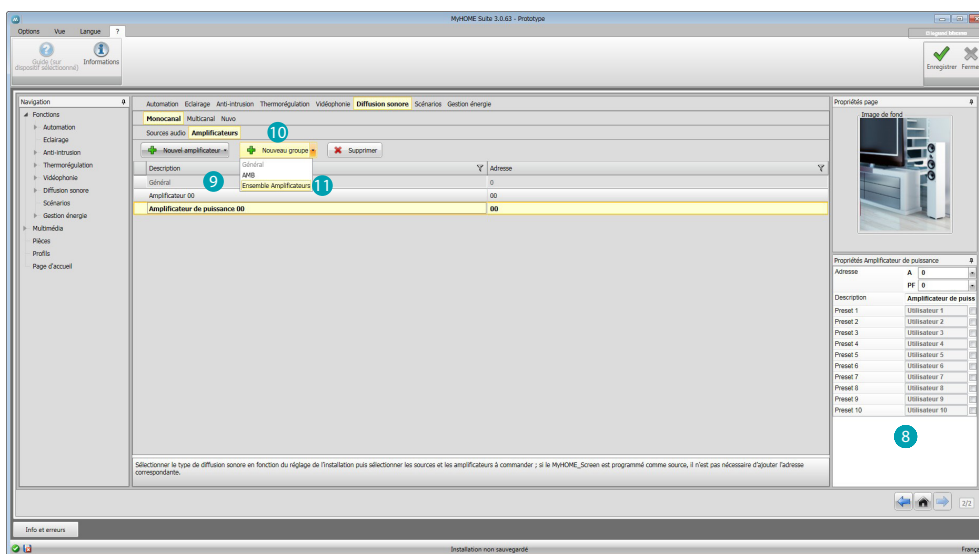 MyHOME Suite 3.0.63 - Prototype
Options Vue Langue ?
Guide (sur dispositif sélectionné)
Informations
Enregistrer Ferme
Navigation
Fonctions
Automation
Eclairage
Anti-intrusion
Thermorégulation
Vidéophonie
Diffusion sonore
Scénarios
Gestion énergie
Multimédia
Pièces
Profils
Page d'accueil
Automation Eclairage Anti-intrusion Thermorégulation Vidéophonie Diffusion sonore Scénarios Gestion énergie
Monocanal Multicanal Nuvo
Sources audio Amplificateurs
10
Nouvel amplificateur Nouveau groupe Supprimer
Description Adresse
Général
AMB
Ensemble Amplificateurs
9
11
Général 0
Amplificateur 00 00
Amplificateur de puissance 00 00
Sélectionner le type de diffusion sonore en fonction du réglage de l'installation puis sélectionner les sources et les amplificateurs à commander ; si le MyHOME_Screen est programmé comme source, il n'est pas nécessaire d'ajouter l'adresse
correspondante.
Propriétés page
Image de fond
Propriétés Amplificateur de puissance
Adresse A 0
PF 0
Description Amplificateur de puiss
Preset 1 Utilisateur 1
Preset 2 Utilisateur 2
Preset 3 Utilisateur 3
Preset 4 Utilisateur 4
Preset 5 Utilisateur 5
Preset 6 Utilisateur 6
Preset 7 Utilisateur 7
Preset 8 Utilisateur 8
Preset 9 Utilisateur 9
Preset 10 Utilisateur 10
8
2/2
Info et erreurs
Installation non sauvegardé
França